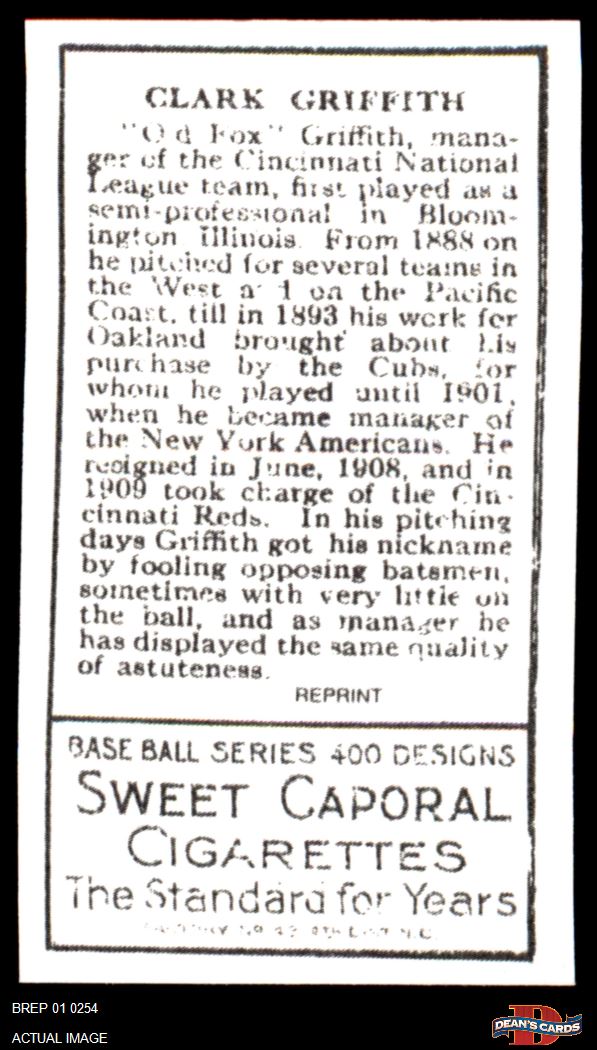 CLARK GRIFFITH
"Old Fox" Griffith, mana-
ger of the Cincinnati National
League team, first played as a
semi-professional in Bloom-
ington Illinois. From 1888 on
he pitched for several teams in
the West and on the Pacific
Coast, till in 1893 his work for
Oakland brought about his
purchase by the Cubs, for
whom he played until 1901,
when he became manager of
the New York Americans. He
resigned in June, 1908, and in
1909 took charge of the Cin-
cinnati Reds. In his pitching
days Griffith got his nickname
by fooling opposing batsmen,
sometimes with very little on
the ball, and as manager he
has displayed the same quality
of astuteness.
REPRINT
BASE BALL SERIES 400 DESIGNS
SWEET CAPORAL
CIGARETTES
The Standard for Years
No 42 N.C.
BREP 01 0254
ACTUAL IMAGE
D
DEAN'S CARDS